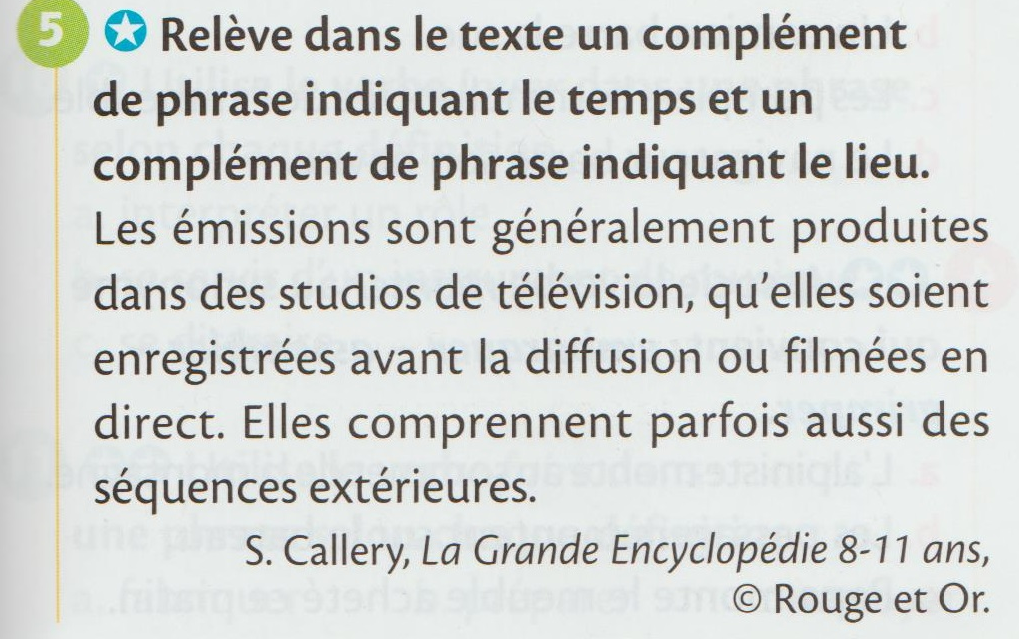 5 Relève dans le texte un complément
de phrase indiquant le temps et un
complément de phrase indiquant le lieu.
Les émissions sont généralement produites
dans des studios de télévision, qu'elles soient
enregistrées avant la diffusion ou filmées en
direct. Elles comprennent parfois aussi des
séquences extérieures.
S. Callery, La Grande Encyclopédie 8-11 ans,
© Rouge et Or.